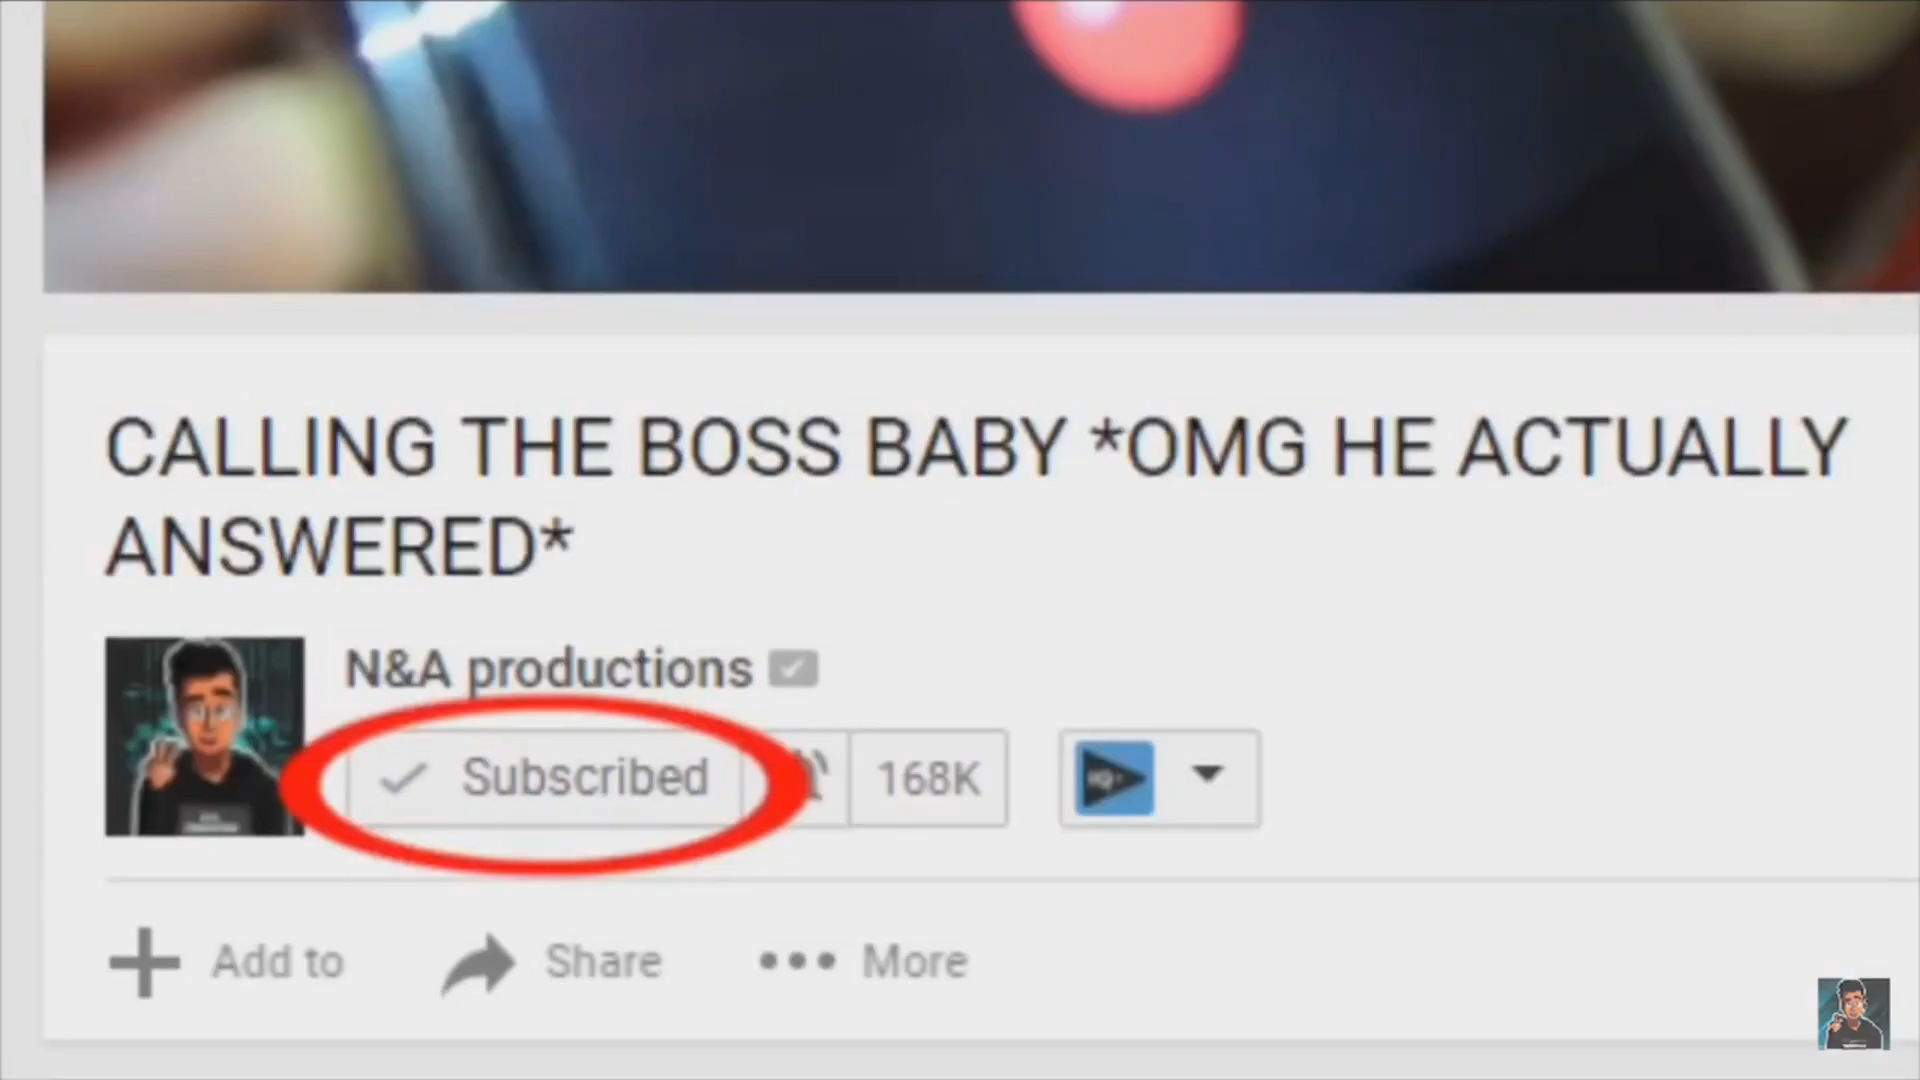 CALLING THE BOSS BABY *OMG HE ACTUALLY
ANSWERED*
N&A productions
Subscribed
168K
Add to
Share
More